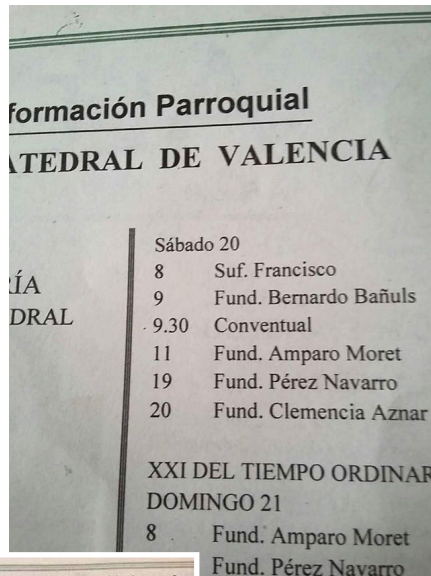 formación Parroquial
ATEDRAL DE VALENCIA
ÍA
DRAL
Sábado 20
8 Suf. Francisco
9 Fund. Bernardo Bañuls
9.30 Conventual
11 Fund. Amparo Moret
19 Fund. Pérez Navarro
20 Fund. Clemencia Aznar
XXI DEL TIEMPO ORDINAR
DOMINGO 21
8 Fund. Amparo Moret
Fund. Pérez Navarro